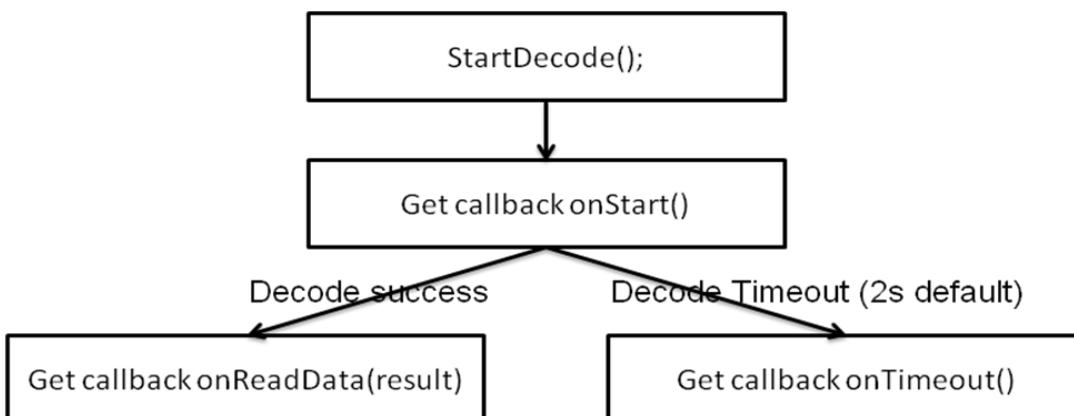 StartDecode();
Get callback onStart()
Decode success
Decode Timeout (2s default)
Get callback onReadData(result)
Get callback onTimeout()